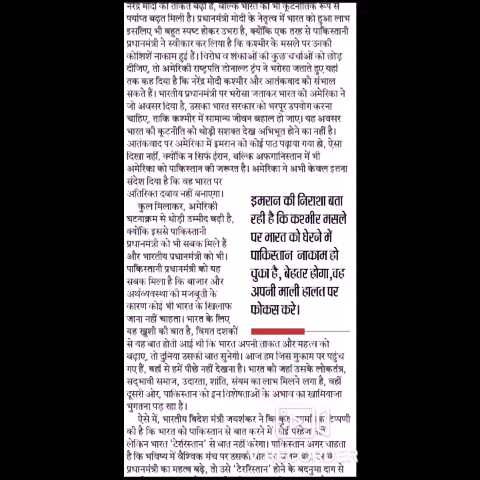 नरेंद्र मोदी की ताकत बढ़ी है, बल्कि भारत को भी कूटनीतिक रूप से
पर्याप्त बढ़त मिली है। प्रधानमंत्री मोदी के नेतृत्व में भारत को हुआ लाभ
इसलिए भी बहुत स्पष्ट होकर उभरा है, क्योंकि एक तरह से पाकिस्तानी
प्रधानमंत्री ने स्वीकार कर लिया है कि कश्मीर के मसले पर उनकी
कोशिशें नाकाम हुई हैं। विरोध व शंकाओं की कुछ चर्चाओं को छोड़
दीजिए, तो अमेरिकी राष्ट्रपति डोनाल्ड ट्रंप ने भरोसा जताते हुए यहां
तक कह दिया है कि नरेंद्र मोदी कश्मीर और आतंकवाद को संभाल
सकते हैं। भारतीय प्रधानमंत्री पर भरोसा जताकर भारत को अमेरिका ने
जो अवसर दिया है, उसका भारत सरकार को भरपूर उपयोग करना
चाहिए, ताकि कश्मीर में सामान्य जीवन बहाल हो जाए। यह अवसर
भारत की कूटनीति को थोड़ी सशक्त देख अभिभूत होने का नहीं है।
आतंकवाद पर अमेरिका में इमरान को कोई पाठ पढ़ाया गया हो, ऐसा
दिखा नहीं, क्योंकि न सिर्फ ईरान, बल्कि अफगानिस्तान में भी
अमेरिका को पाकिस्तान की जरूरत है। अमेरिका ने अभी केवल इतना
संदेश दिया है कि वह भारत पर
अतिरिक्त दबाव नहीं बनाएगा।
कुल मिलाकर, अमेरिकी
घटनाक्रम से थोड़ी उम्मीद बढ़ी है,
क्योंकि इससे पाकिस्तानी
प्रधानमंत्री को भी सबक मिले हैं
और भारतीय प्रधानमंत्री को भी।
पाकिस्तानी प्रधानमंत्री को यह
सबक मिला है कि बाजार और
अर्थव्यवस्था की मजबूती के
कारण कोई भी भारत के खिलाफ
जाना नहीं चाहता। भारत के लिए
यह खुशी की बात है, विगत दशकों
इमरान की निराशा बता
रही है कि कश्मीर मसले
पर भारत को घेरने में
पाकिस्तान नाकाम हो
चुका है, बेहतर होगा, वह
अपनी माली हालत पर
फोकस करे।
से यह बात होती आई थी कि भारत अपनी ताकत और महत्व को
बढ़ाए, तो दुनिया उसकी बात सुनेगी। आज हम जिस मुकाम पर पहुंच
गए हैं, वहां से हमें पीछे नहीं देखना है। भारत को जहां उसके लोकतंत्र,
सद्भावी समाज, उदारता, शांति, संयम का लाभ मिलने लगा है, वहीं
दूसरी ओर, पाकिस्तान को इन विशेषताओं के अभाव का खामियाजा
भुगतना पड़ रहा है।
ऐसे में, भारतीय विदेश मंत्री जयशंकर ने टिप्पणी
की है कि भारत को पाकिस्तान से बात करने में कोई परहेज नहीं
लेकिन भारत 'टेररिस्तान' से बात नहीं करेगा। पाकिस्तान अगर चाहता
है कि भविष्य में वैश्विक मंच पर उसकी
प्रधानमंत्री का महत्व बढ़े, तो उसे 'टेररिस्तान' होने के बदनुमा दाग से
RECORDER